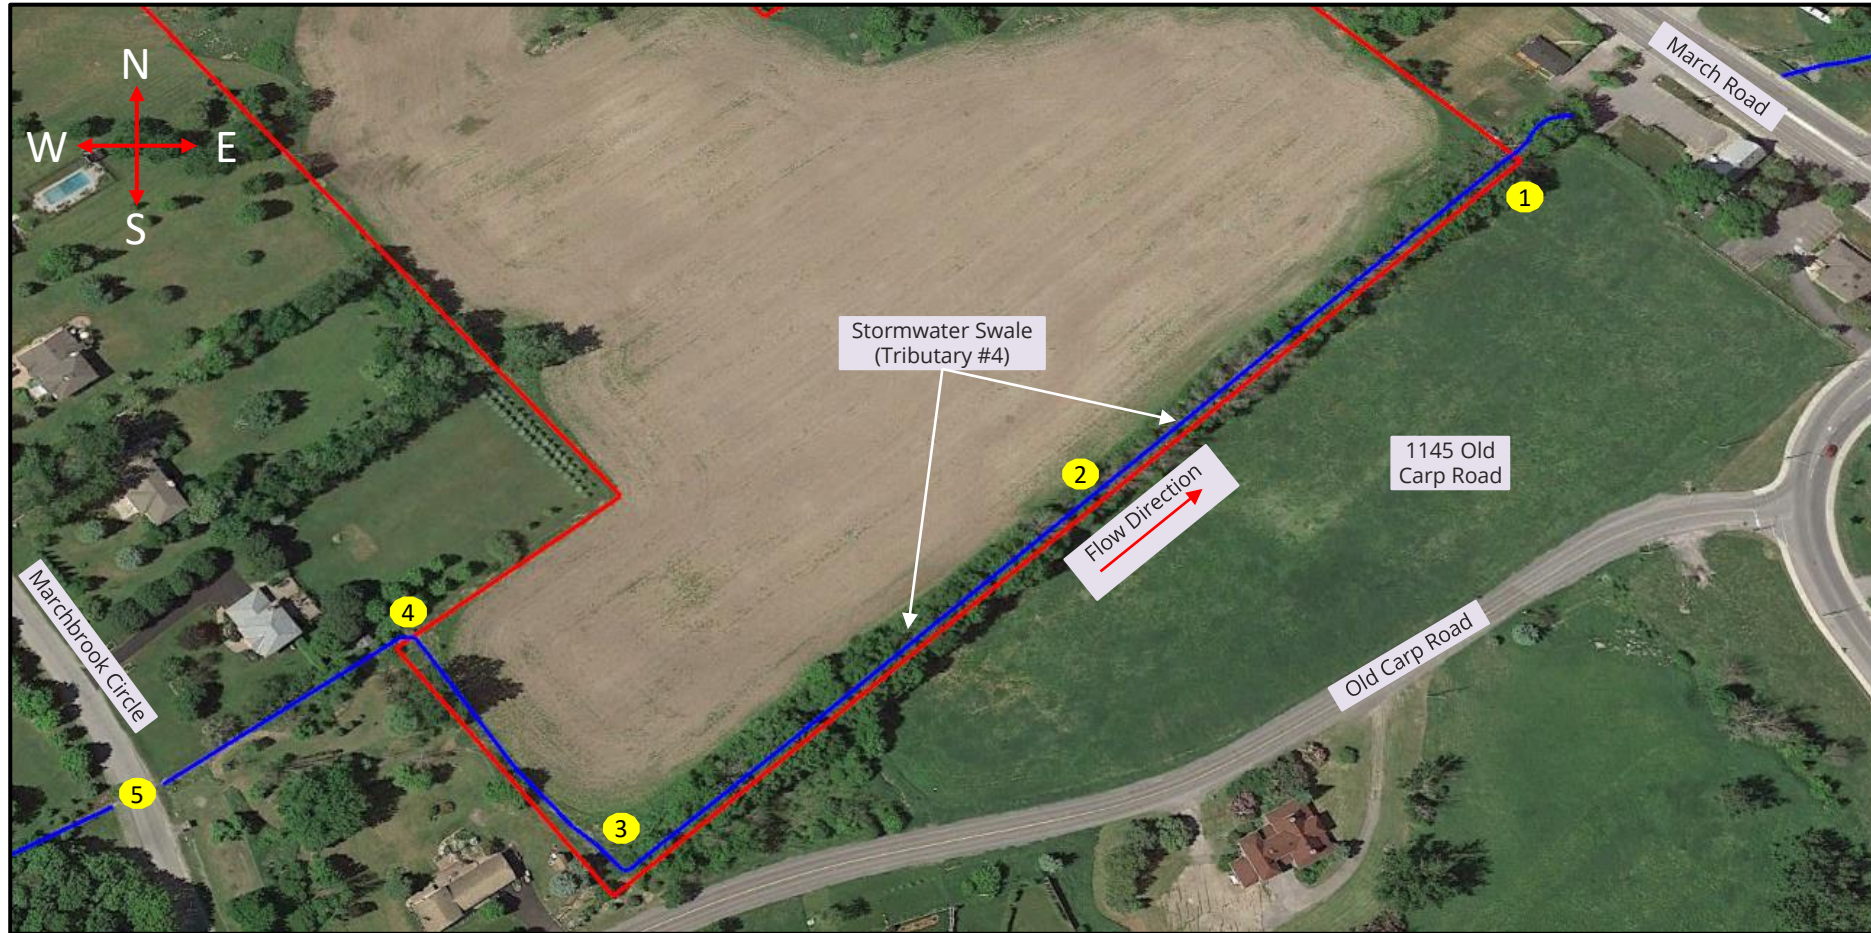 N
W
E
S
March Road
1
Stormwater Swale
(Tributary #4)
2
Flow Direction
1145 Old
Carp Road
Marchbrook Circle
4
Old Carp Road
5
3